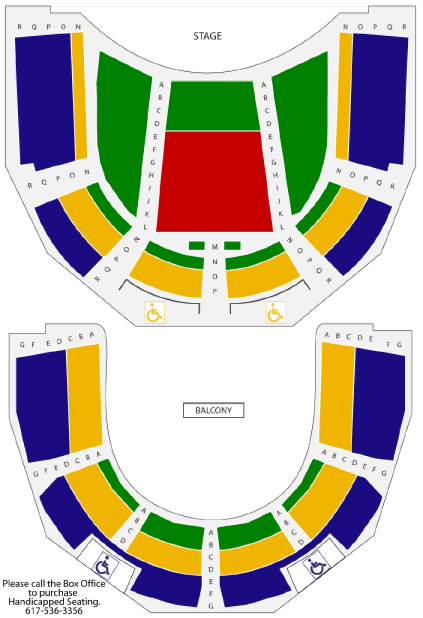 STAGE
R Q P O N
N O P Q R
A A
B B
C C
D D
E E
F F
G G
H H
I I
J J
K K
L L
R Q P O N
N O P Q R
R Q P O N
M
N
O
P
N O P Q R
G F E D C B A
A B C D E F G
BALCONY
G F E D C B A
A B C D E F G
A
B
C
D
A
B
C
D
E
F
G
A
B
C
D
Please call the Box Office
to purchase
Handicapped Seating.
617-536-3356